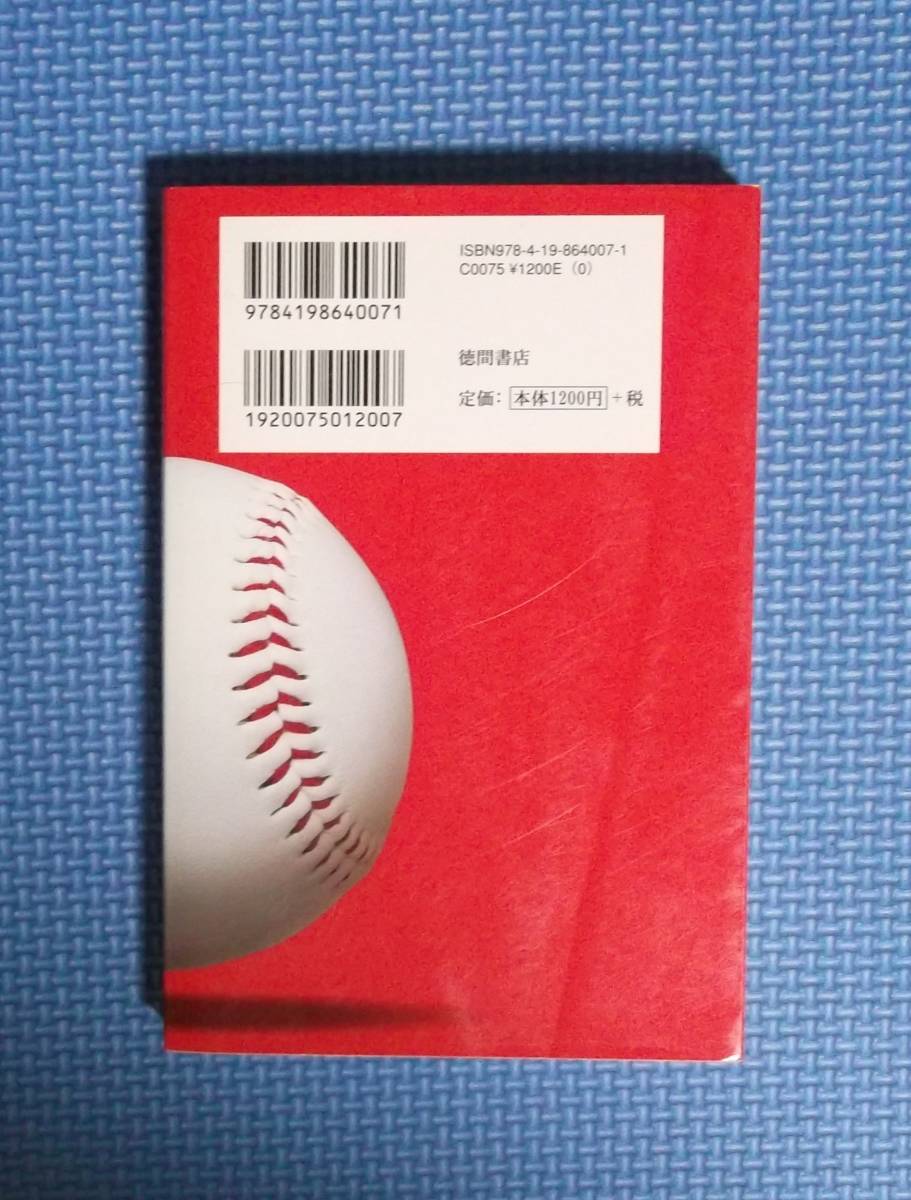 ISBN978-4-19-864007-1
C0075 ¥1200E (0)
9784198640071
徳間書店
1920075012007
定価: 本体1200円 + 税